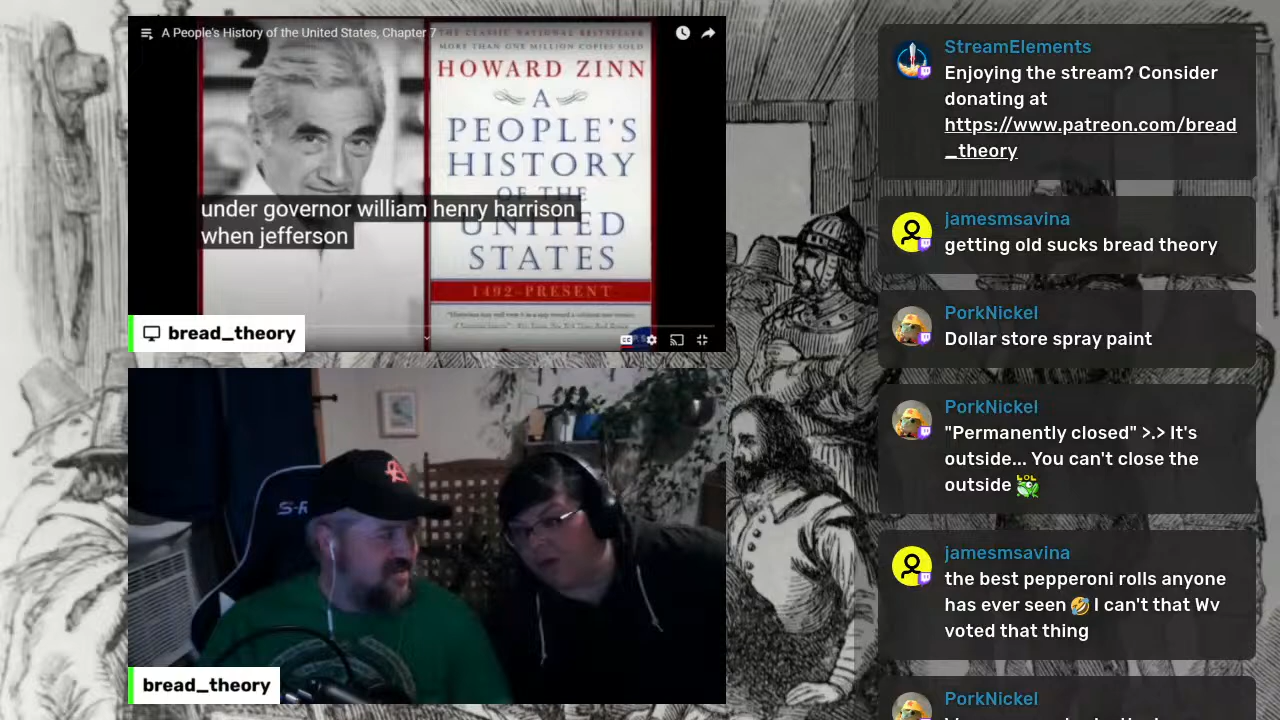 A People's History of the United States, Chapter 7
THE CLASSIC NATIONAL BESTSELLER
MORE THAN ONE MILLION COPIES SOLD
HOWARD ZINN
A
PEOPLE'S
HISTORY
OF THE
UNITED
STATES
1492–PRESENT
under governor william henry harrison
when jefferson
bread_theory
S-R
bread_theory
StreamElements
Enjoying the stream? Consider
donating at
https://www.patreon.com/bread
_theory
jamesmsavina
getting old sucks bread theory
PorkNickel
Dollar store spray paint
PorkNickel
"Permanently closed" >.> It's
outside... You can't close the
outside
jamesmsavina
the best pepperoni rolls anyone
has ever seen 🤣 I can't that Wv
voted that thing
PorkNickel